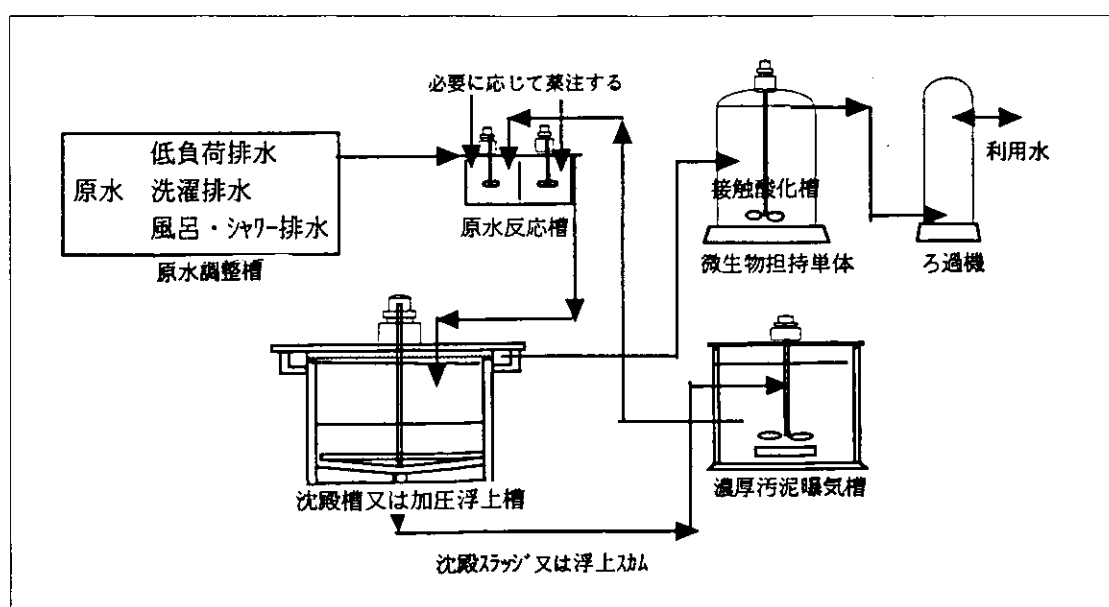 必要に応じて薬注する
低負荷排水
原水 洗濯排水
風呂・シャワー排水
原水調整槽
原水反応槽
接触酸化槽
微生物担持単体
利用水
ろ過機
沈殿槽又は加圧浮上槽
濃厚汚泥曝気槽
沈殿スラッジ又は浮上スカム